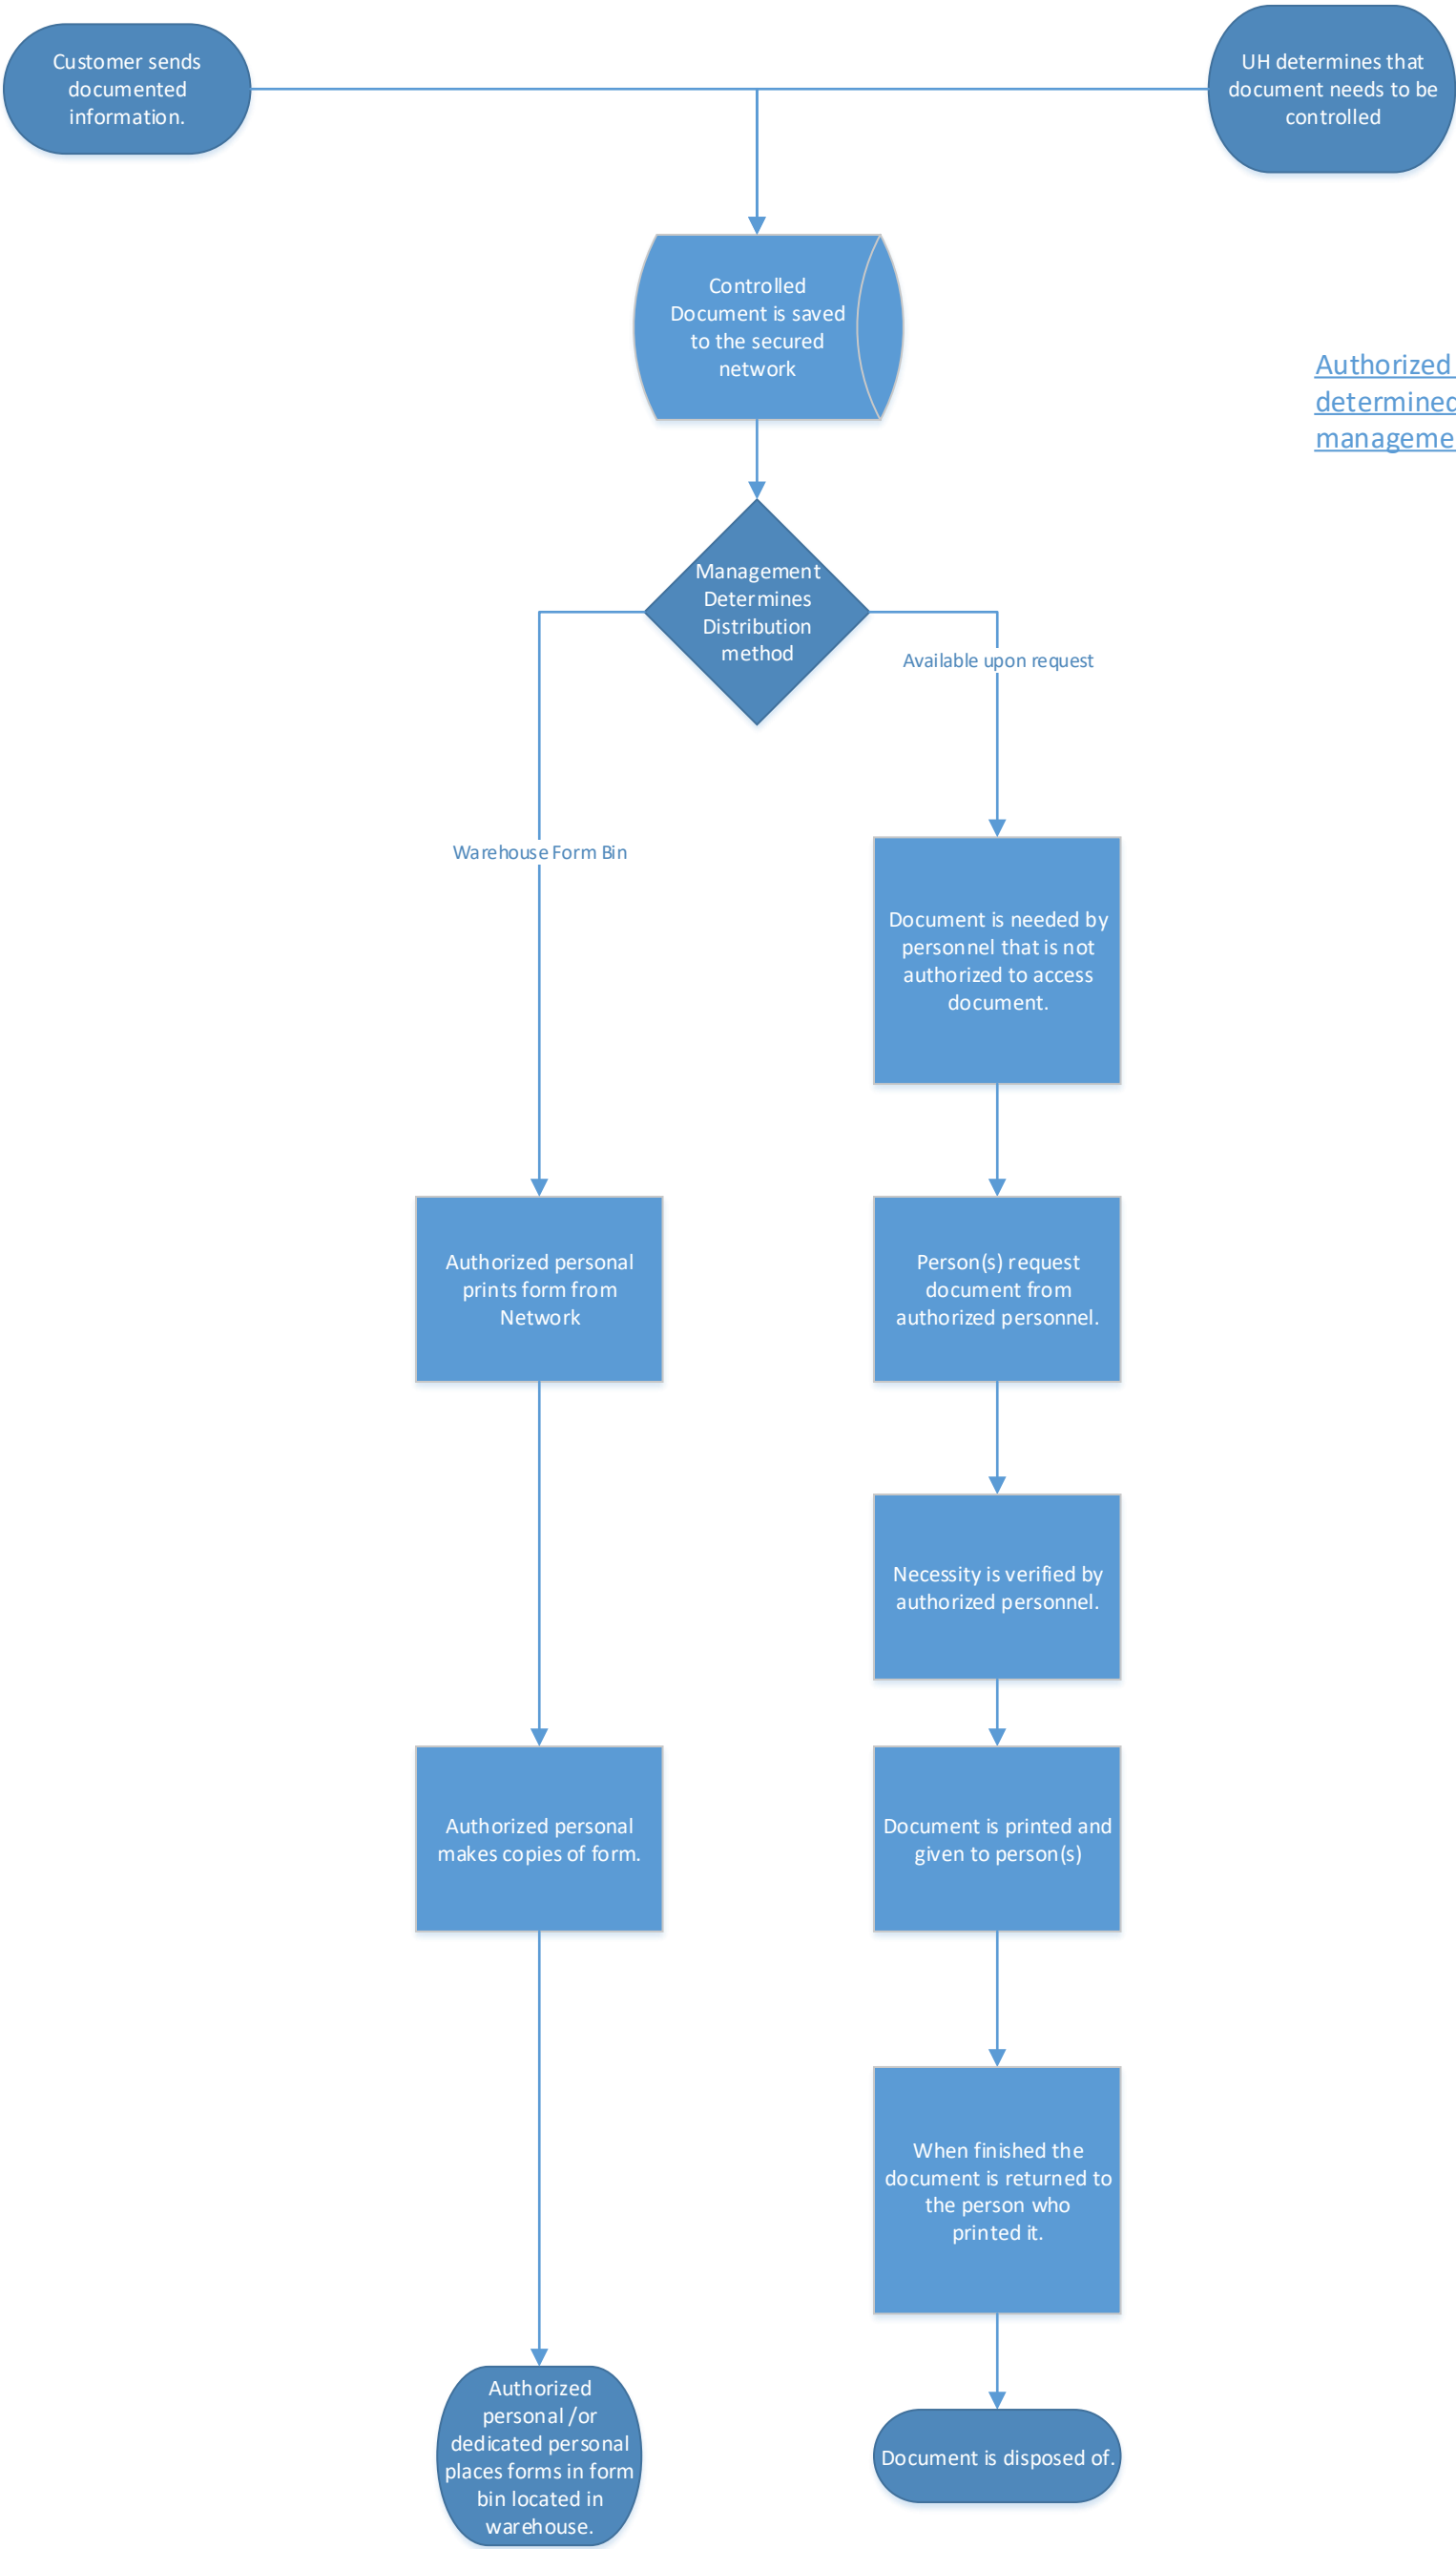 Customer sends
documented
information.
UH determines that
document needs to be
controlled
Controlled
Document is saved
to the secured
network
Authorized
determined
manageme
Management
Determines
Distribution
method
Available upon request
Warehouse Form Bin
Document is needed by
personnel that is not
authorized to access
document.
Authorized personal
prints form from
Network
Person(s) request
document from
authorized personnel.
Necessity is verified by
authorized personnel.
Authorized personal
makes copies of form.
Document is printed and
given to person(s)
When finished the
document is returned to
the person who
printed it.
Authorized
personal /or
dedicated personal
places forms in form
bin located in
warehouse.
Document is disposed of.